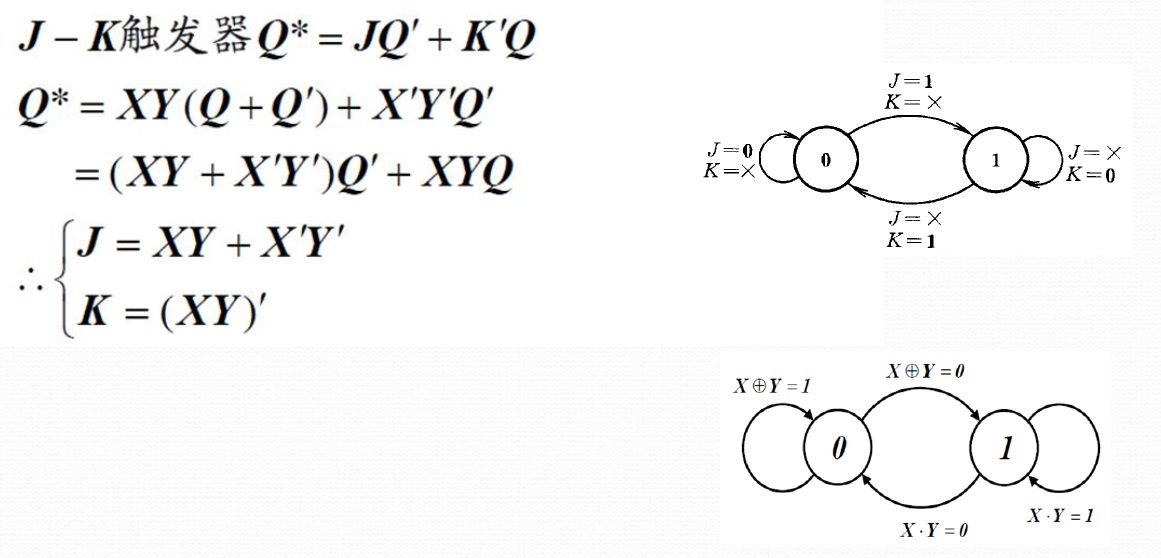 J − K触发器Q* = JQ′ + K′Q
Q* = XY(Q + Q′) + X′Y′Q′
= (XY + X′Y′)Q′ + XYQ
∴ { J = XY + X′Y′
K = (XY)′
J=1
K=×
J=0
K=×
0
1
J=×
K=0
J=×
K=1
X⊕Y=1
X⊕Y=0
0
1
X·Y=0
X·Y=1